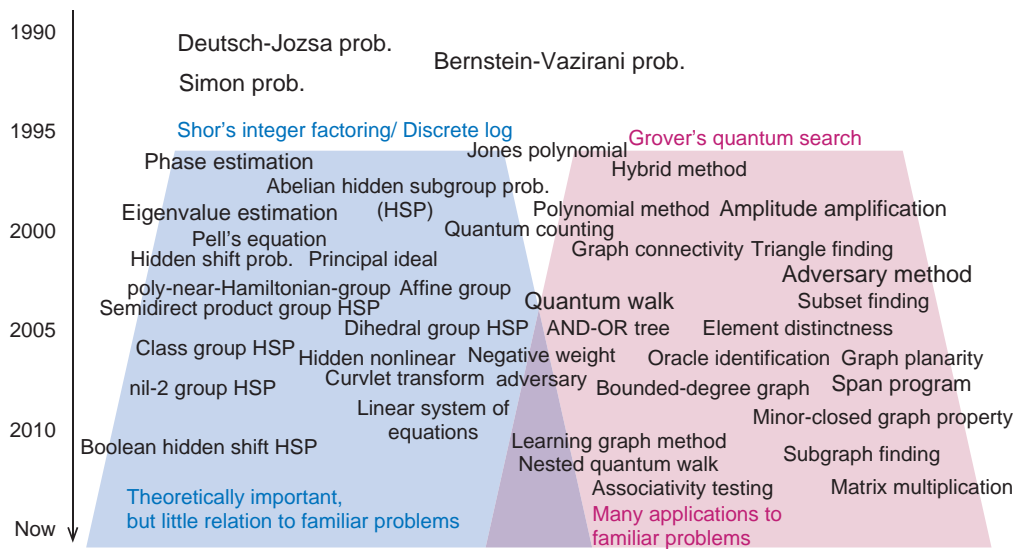 1990
Deutsch-Jozsa prob.
Bernstein-Vazirani prob.
Simon prob.
1995
Shor's integer factoring/ Discrete log
Grover's quantum search
Jones polynomial
Phase estimation
Hybrid method
Abelian hidden subgroup prob.
(HSP)
Eigenvalue estimation
Polynomial method
Amplitude amplification
2000
Quantum counting
Pell's equation
Graph connectivity
Triangle finding
Hidden shift prob.
Principal ideal
Adversary method
poly-near-Hamiltonian-group
Affine group
Quantum walk
Subset finding
Semidirect product group HSP
2005
Dihedral group HSP
AND-OR tree
Element distinctness
Class group HSP
Hidden nonlinear
Negative weight
adversary
Oracle identification
Graph planarity
Curvlet transform
nil-2 group HSP
Bounded-degree graph
Span program
Linear system of
equations
Minor-closed graph property
2010
Boolean hidden shift HSP
Learning graph method
Subgraph finding
Nested quantum walk
Associativity testing
Matrix multiplication
Theoretically important,
but little relation to familiar problems
Many applications to
familiar problems
Now